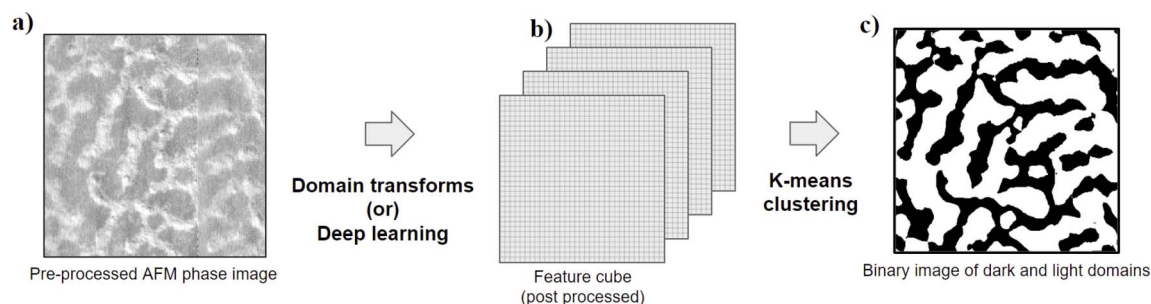 a)
Pre-processed AFM phase image
Domain transforms
(or)
Deep learning
b)
Feature cube
(post processed)
K-means
clustering
c)
Binary image of dark and light domains